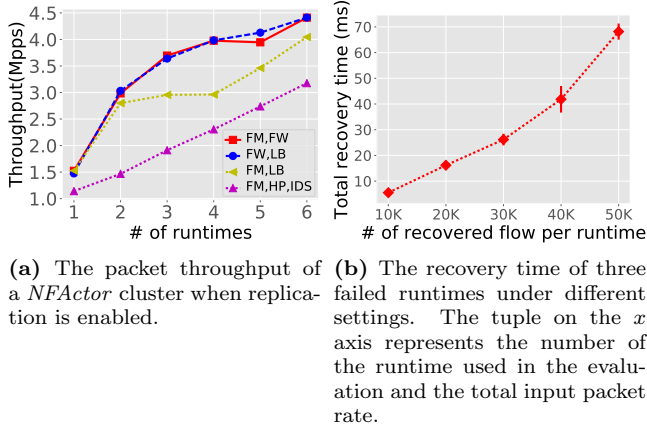 4.5
4.0
3.5
3.0
2.5
2.0
1.5
1.0
Throughput(Mpps)
FM,FW
FW,LB
FM,LB
FM,HP,IDS
1 2 3 4 5 6
# of runtimes
70
60
50
40
30
20
10
Total recovery time (ms)
10K 20K 30K 40K 50K
# of recovered flow per runtime
(a) The packet throughput of
a NFActor cluster when replica-
tion is enabled.
(b) The recovery time of three
failed runtimes under different
settings. The tuple on the x
axis represents the number of
the runtime used in the evalu-
ation and the total input packet
rate.